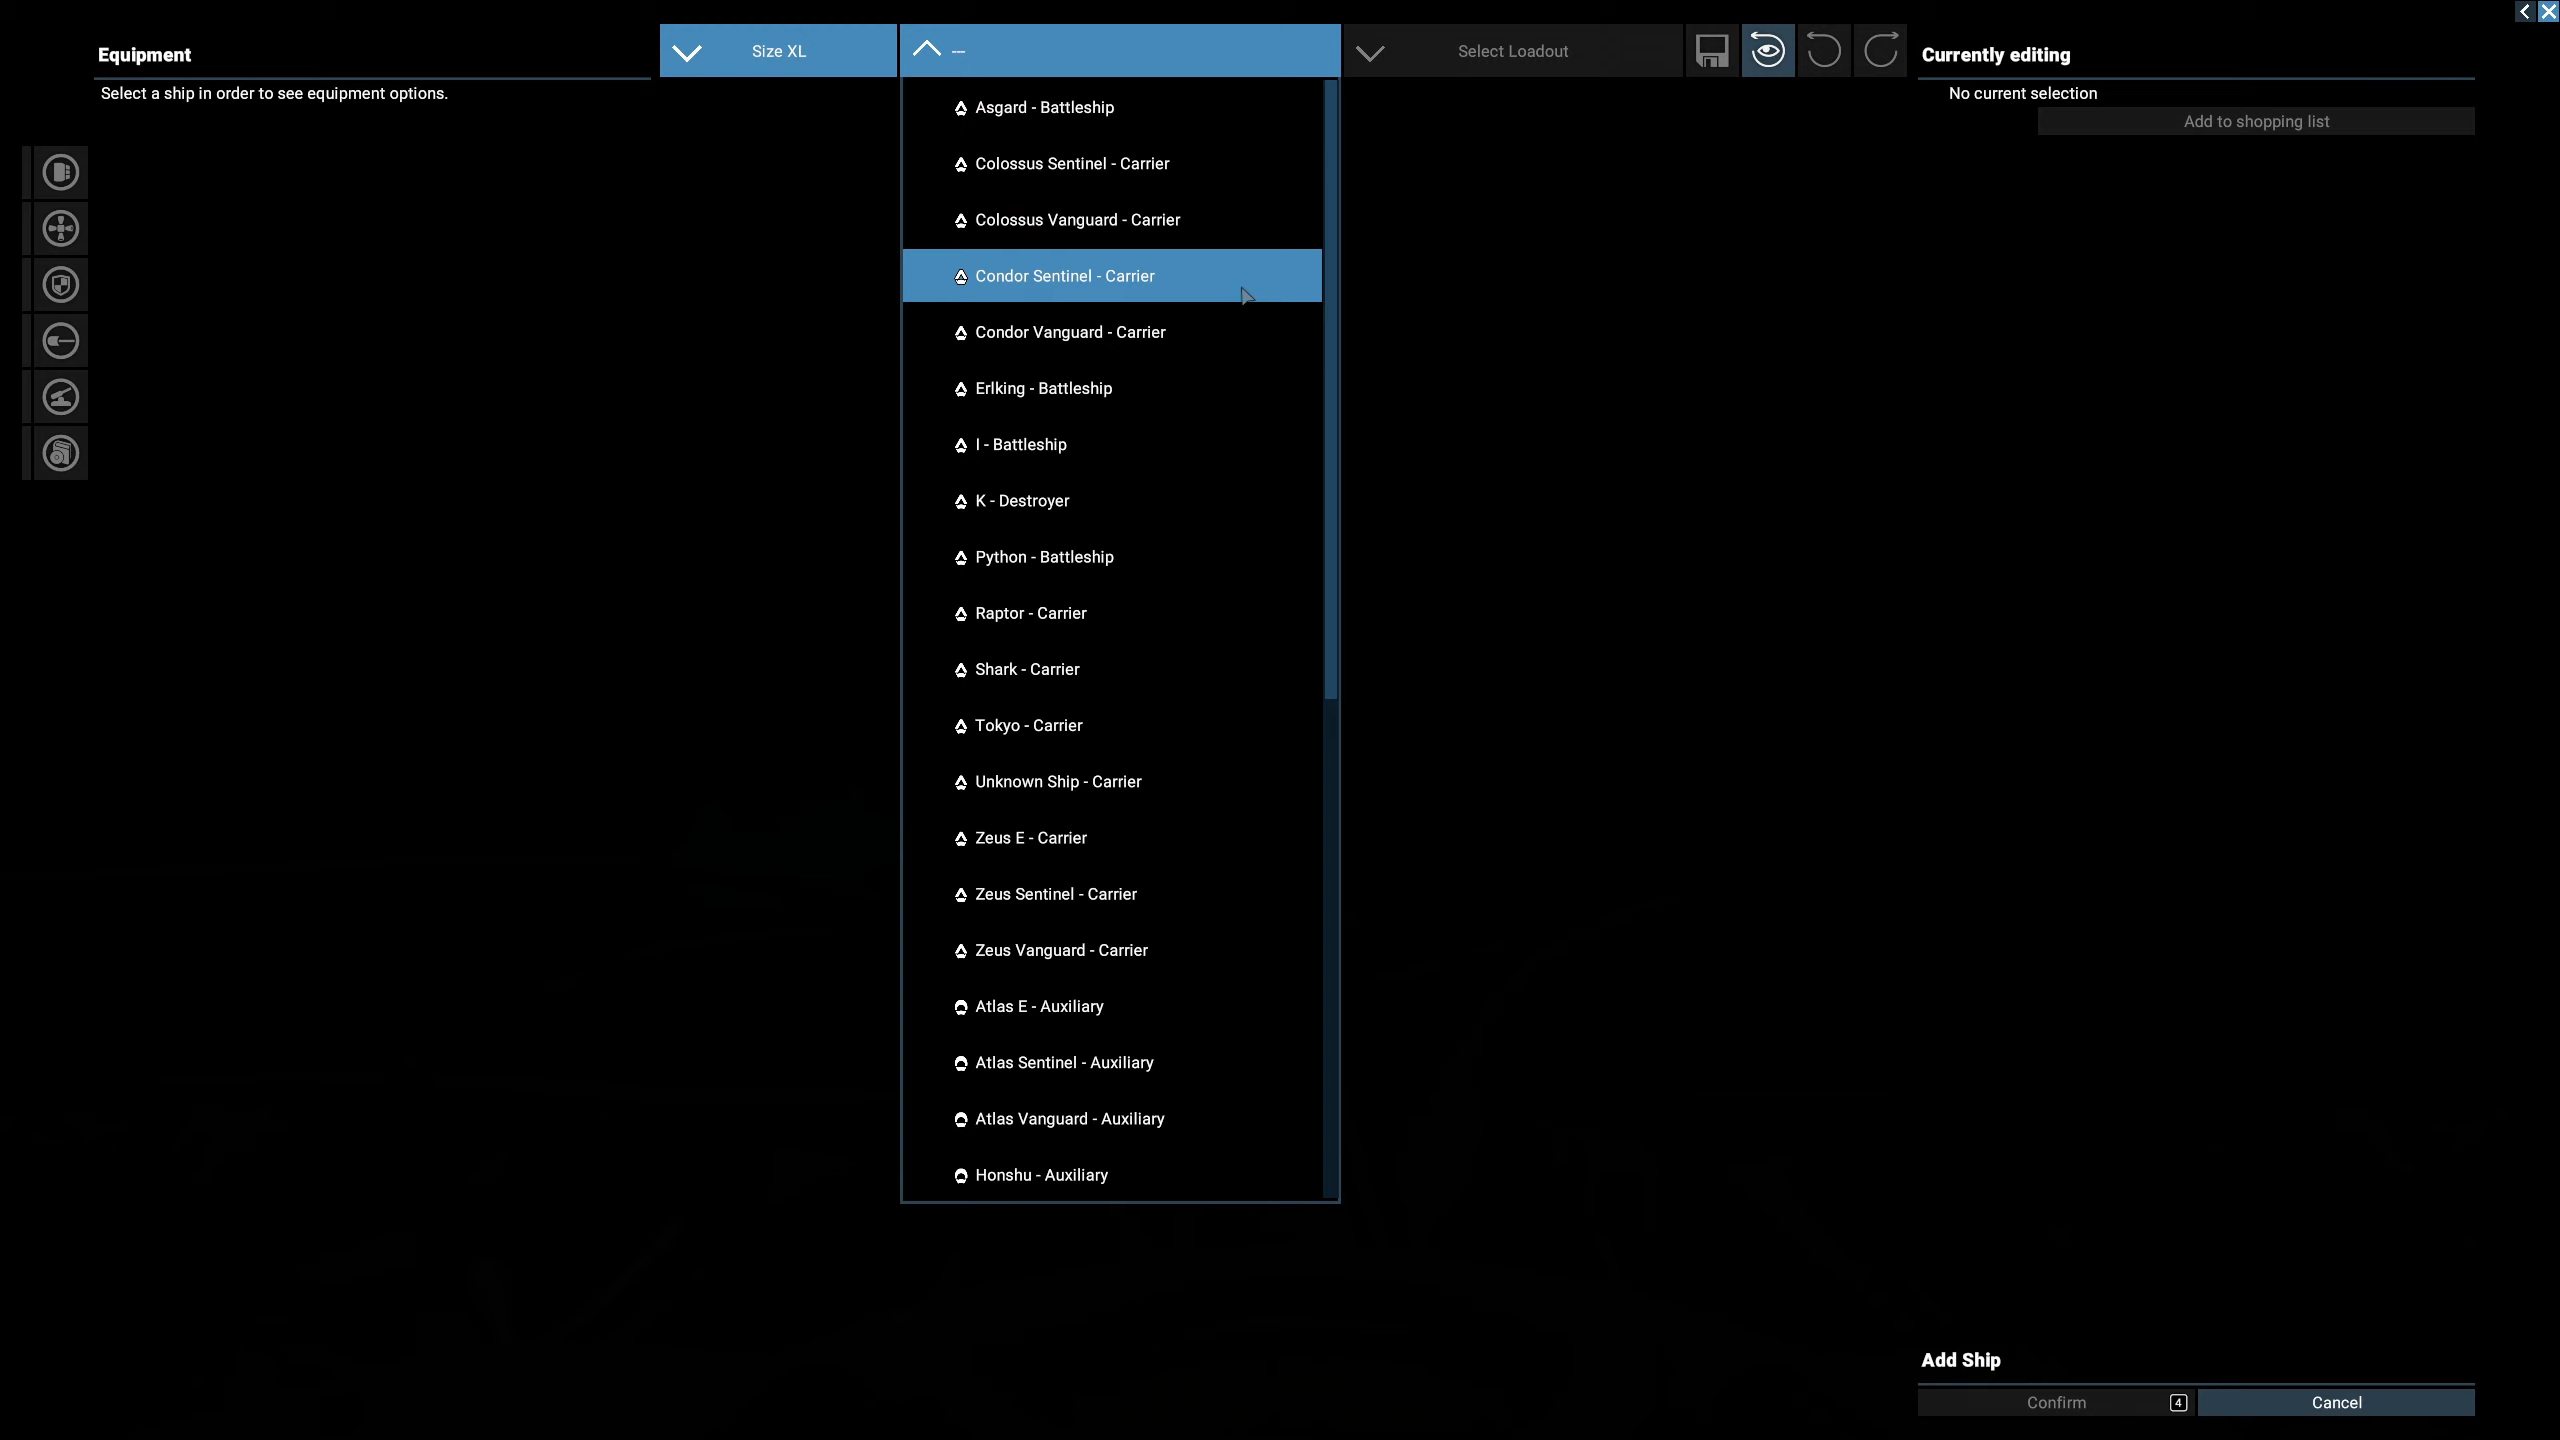 Equipment
Select a ship in order to see equipment options.
Size XL
--
Select Loadout
Currently editing
No current selection
Add to shopping list
Asgard - Battleship
Colossus Sentinel - Carrier
Colossus Vanguard - Carrier
Condor Sentinel - Carrier
Condor Vanguard - Carrier
Erlking - Battleship
I - Battleship
K - Destroyer
Python - Battleship
Raptor - Carrier
Shark - Carrier
Tokyo - Carrier
Unknown Ship - Carrier
Zeus E - Carrier
Zeus Sentinel - Carrier
Zeus Vanguard - Carrier
Atlas E - Auxiliary
Atlas Sentinel - Auxiliary
Atlas Vanguard - Auxiliary
Honshu - Auxiliary
Add Ship
Confirm 4
Cancel